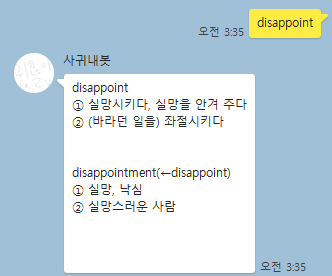 disappoint
오전 3:35
사귀내봇
disappoint
① 실망시키다, 실망을 안겨 주다
② (바라던 일을) 좌절시키다
disappointment(←disappoint)
① 실망, 낙심
② 실망스러운 사람
오전 3:35